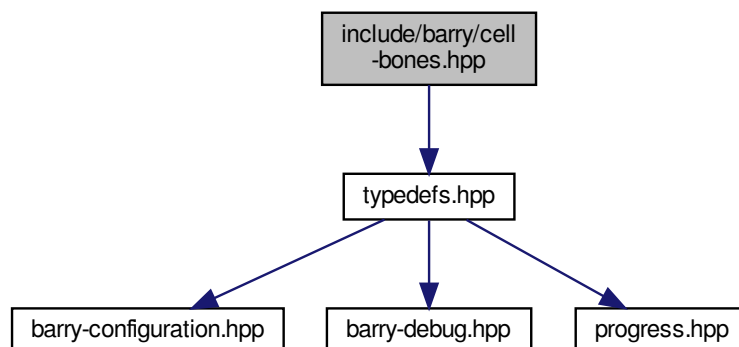 include/barry/cell
-bones.hpp
typedefs.hpp
barry-configuration.hpp
barry-debug.hpp
progress.hpp